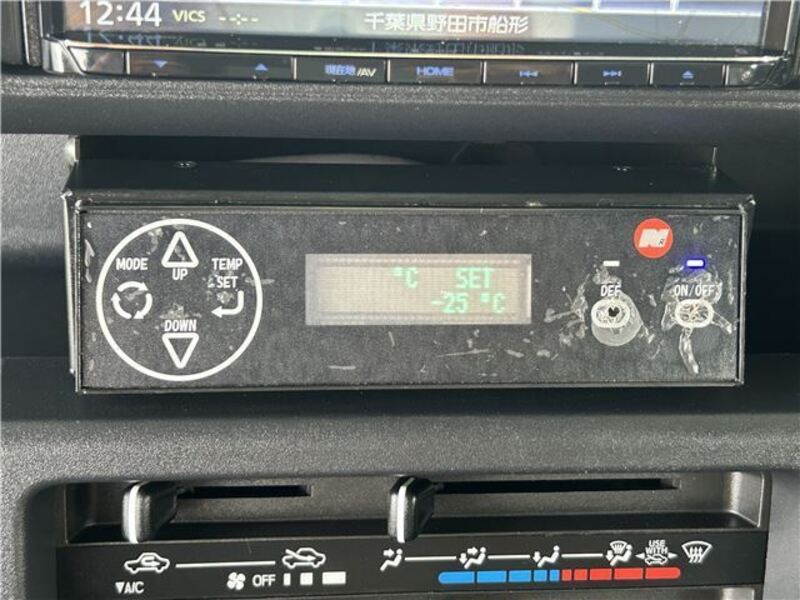 12:44 VICS --:--
千葉県野田市船形
現在地/AV HOME
MODE UP TEMP SET
DOWN
°C SET
-25 °C
DEF ON/OFF
USE WITH
A/C OFF